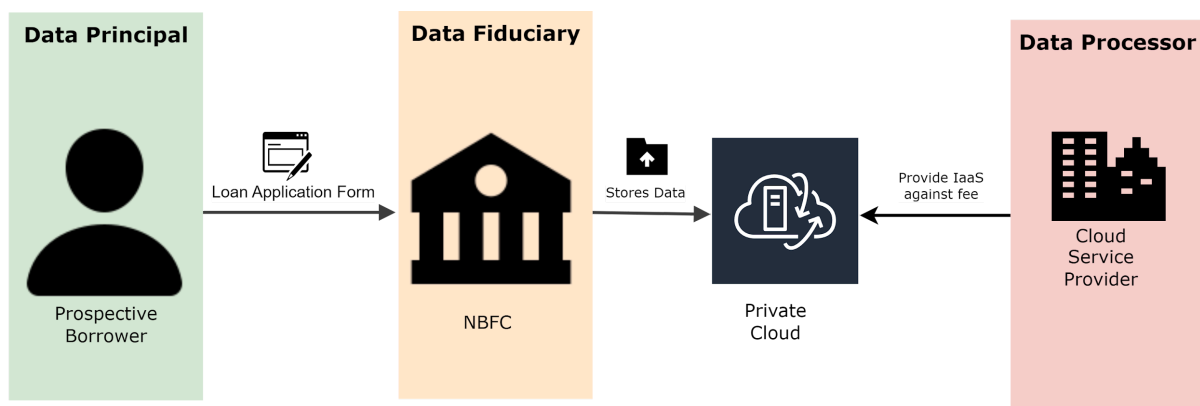 Data Principal
Data Fiduciary
Data Processor
Loan Application Form
Stores Data
Provide IaaS
against fee
Prospective
Borrower
NBFC
Private
Cloud
Cloud
Service
Provider